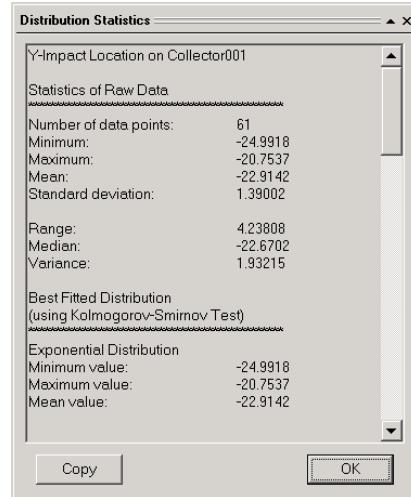 Distribution Statistics
Y-Impact Location on Collector001
Statistics of Raw Data
Number of data points: 61
Minimum: -24.9918
Maximum: -20.7537
Mean: -22.9142
Standard deviation: 1.39002
Range: 4.23808
Median: -22.6702
Variance: 1.93215
Best Fitted Distribution
(using Kolmogorov-Smirnov Test)
Exponential Distribution
Minimum value: -24.9918
Maximum value: -20.7537
Mean value: -22.9142
Copy OK